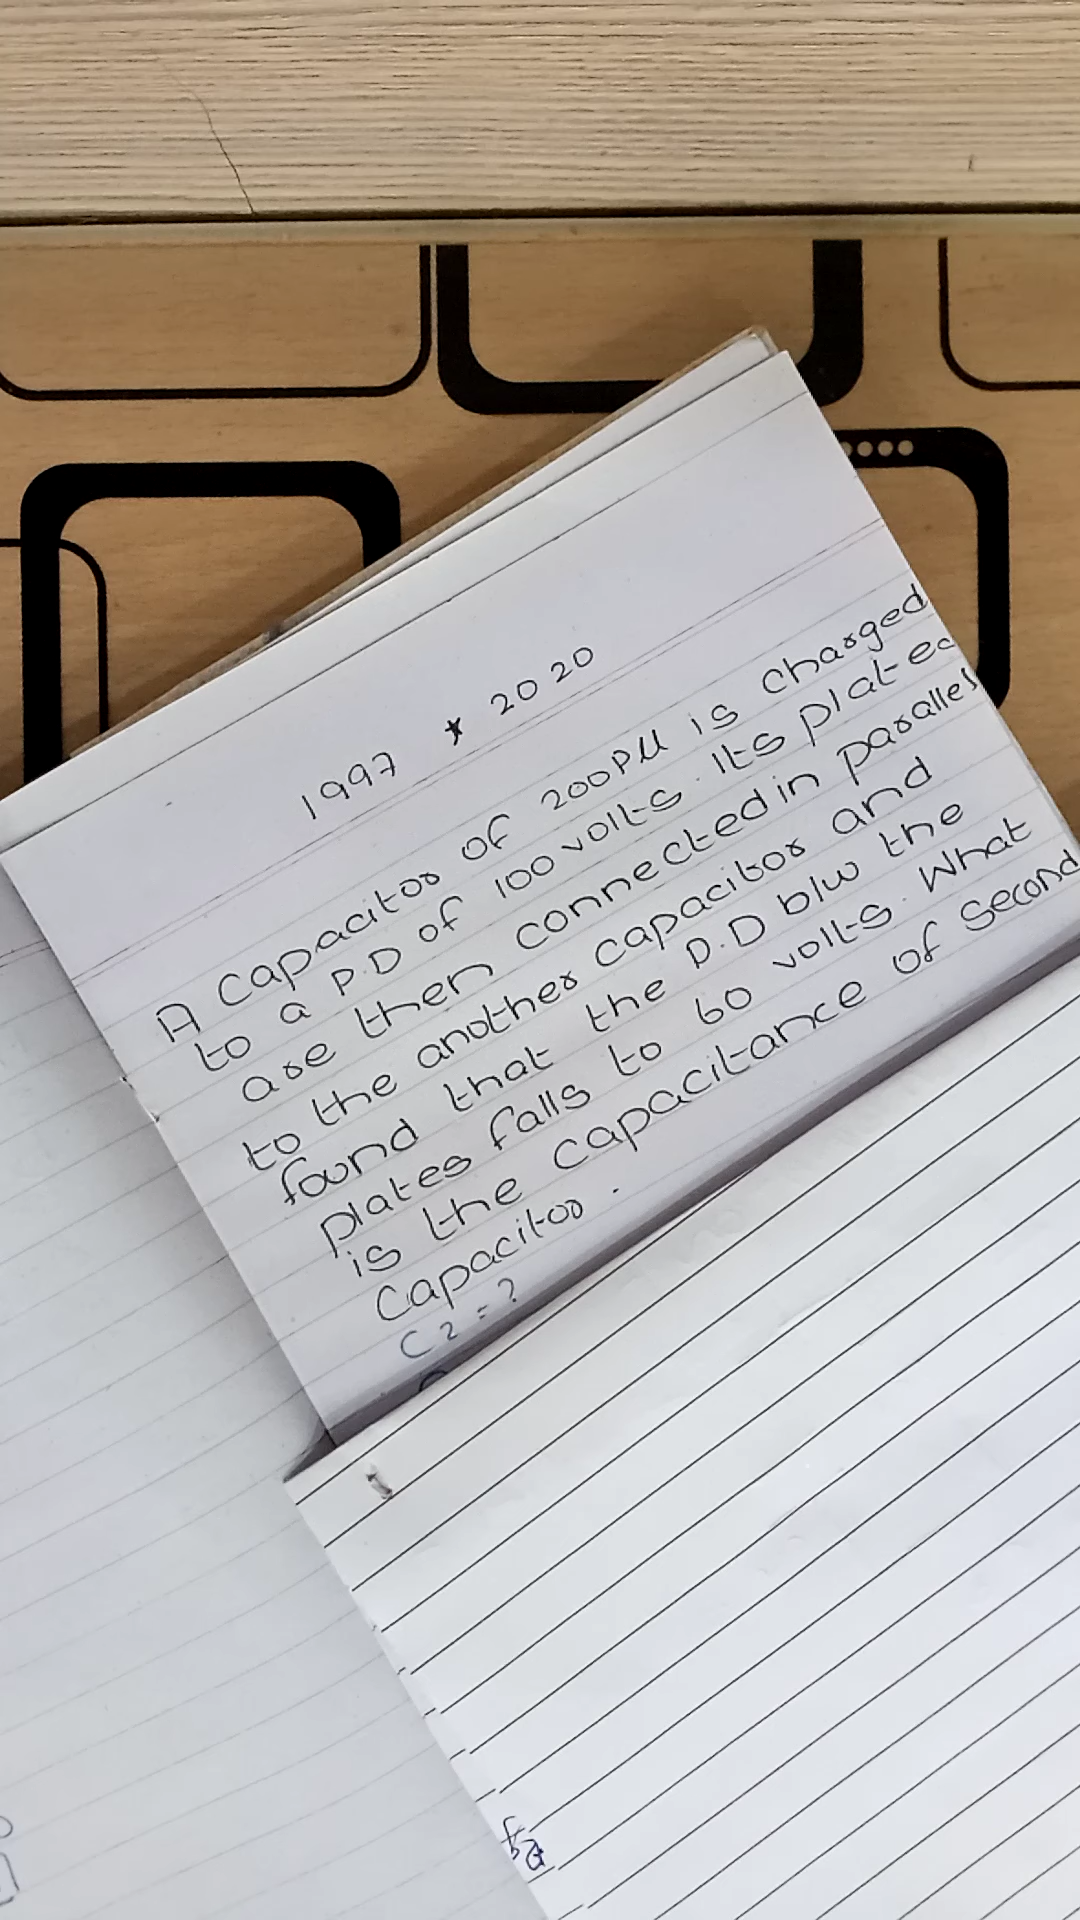 1997 * 2020
A capacitor of 200PU is charged
to a P.D of 100 volts. Its plates
are then connected in parallel
to the another capacitor and
found that the P.D b/w the
plates falls to 60 volts. What
is the capacitance of second
capacitor.
C2 = ?